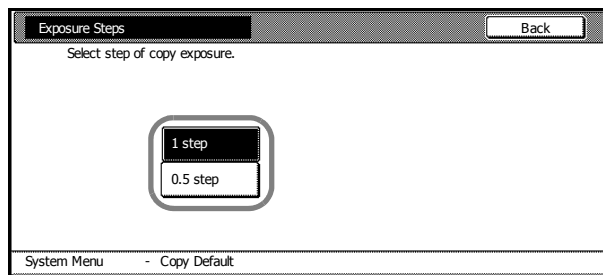 Exposure Steps Back
Select step of copy exposure.
1 step
0.5 step
System Menu - Copy Default